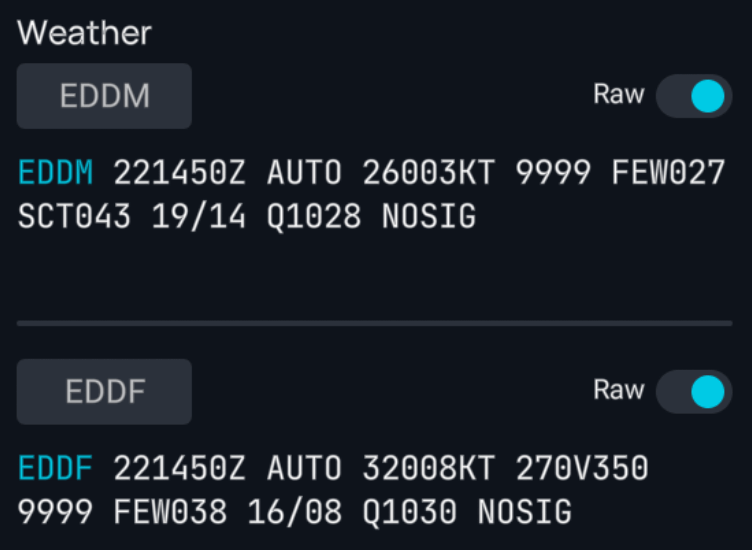 Weather
EDDM
Raw
EDDM 221450Z AUTO 26003KT 9999 FEW027
SCT043 19/14 Q1028 NOSIG
EDDF
Raw
EDDF 221450Z AUTO 32008KT 270V350
9999 FEW038 16/08 Q1030 NOSIG